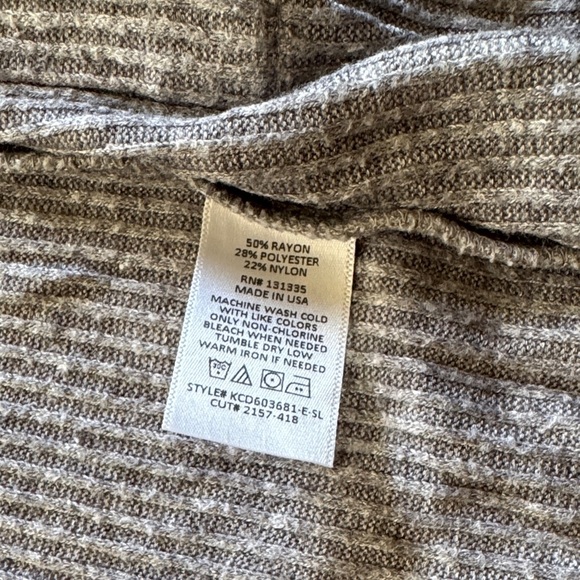 50% RAYON
28% POLYESTER
22% NYLON
RN# 131335
MADE IN USA
MACHINE WASH COLD
WITH LIKE COLORS
ONLY NON-CHLORINE
BLEACH WHEN NEEDED
TUMBLE DRY LOW
WARM IRON IF NEEDED
STYLE# KCD603681-E-SL
CUT# 2157-418